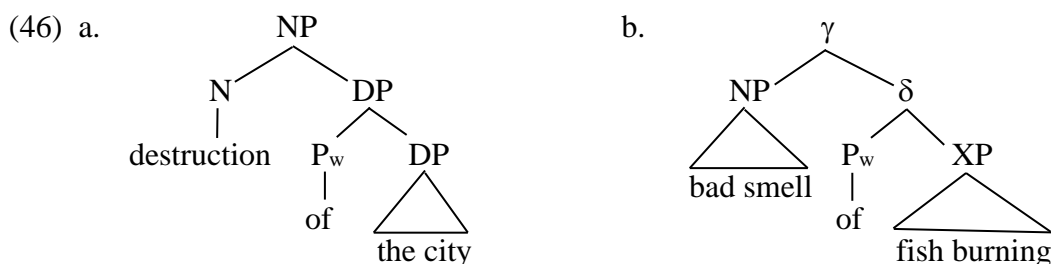 (46) a. NP b. γ
N DP NP δ
destruction Pw DP bad smell Pw XP
of the city of fish burning